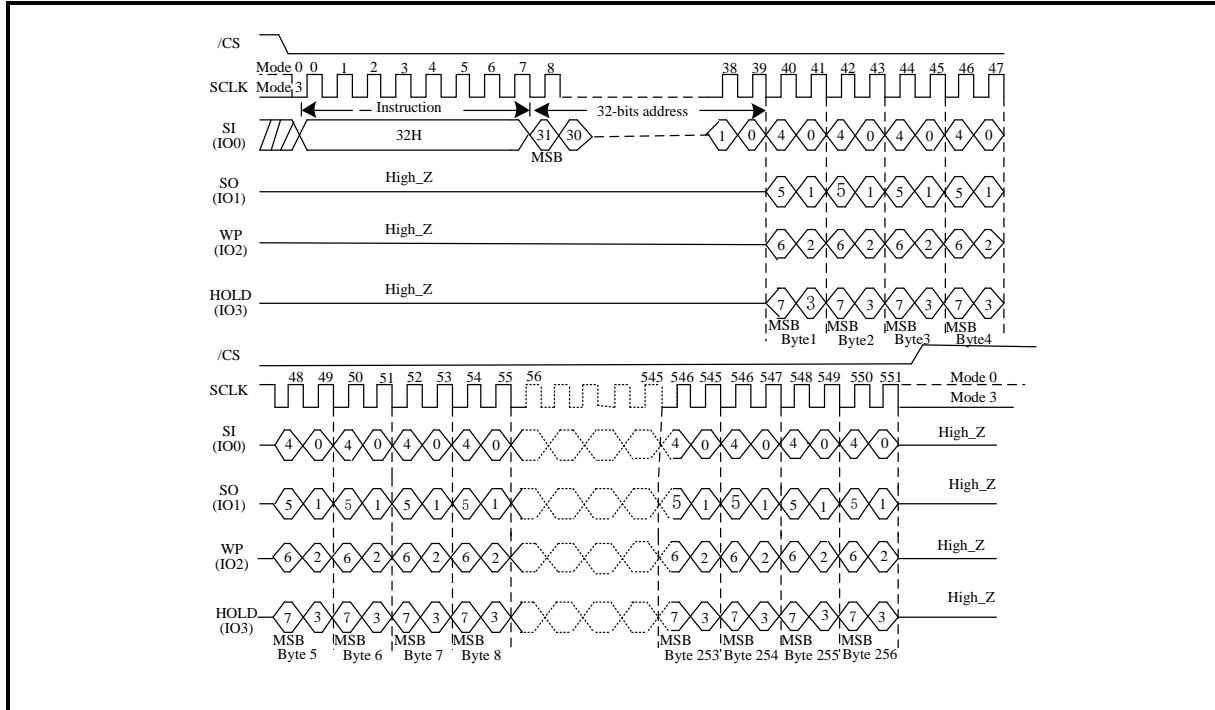 /CS
Mode 0 0 1 2 3 4 5 6 7 8 38 39 40 41 42 43 44 45 46 47
SCLK Mode 3
Instruction 32-bits address
SI 32H 31 30 1 0 4 0 4 0 4 0 4 0
(IO0) MSB
SO High_Z 5 1 5 1 5 1 5 1
(IO1)
WP High_Z 6 2 6 2 6 2 6 2
(IO2)
HOLD High_Z 7 3 7 3 7 3 7 3
(IO3)
MSB MSB MSB MSB
Byte1 Byte2 Byte3 Byte4
/CS
48 49 50 51 52 53 54 55 56 545 546 545 546 547 548 549 550 551 Mode 0
SCLK Mode 3
SI 4 0 4 0 4 0 4 0 4 0 4 0 4 0 4 0 High_Z
(IO0)
SO 5 1 5 1 5 1 5 1 5 1 5 1 5 1 5 1 High_Z
(IO1)
WP 6 2 6 2 6 2 6 2 6 2 6 2 6 2 6 2 High_Z
(IO2)
HOLD 7 3 7 3 7 3 7 3 7 3 7 3 7 3 7 3 High_Z
(IO3)
MSB MSB MSB MSB MSB MSB MSB MSB
Byte 5 Byte 6 Byte 7 Byte 8 Byte 253 Byte 254 Byte 255 Byte 256